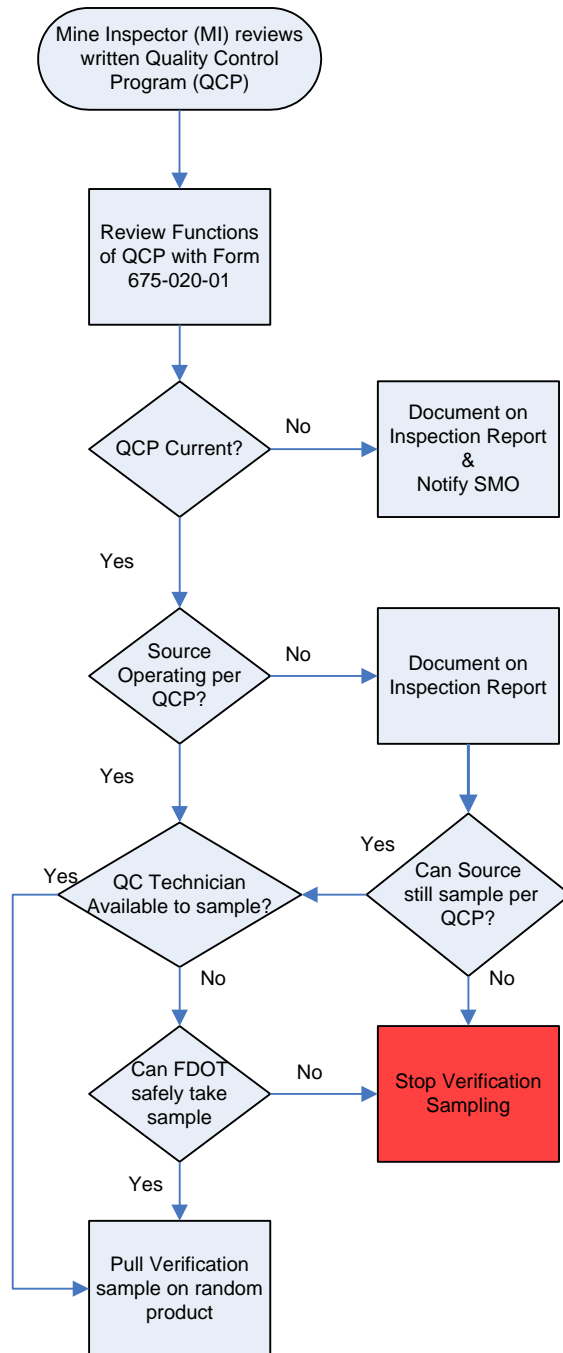 Mine Inspector (MI) reviews
written Quality Control
Program (QCP)
Review Functions
of QCP with Form
675-020-01
QCP Current?
No
Document on
Inspection Report
&
Notify SMO
Yes
Source
Operating per
QCP?
No
Document on
Inspection Report
Yes
QC Technician
Available to sample?
Yes
Yes
Can Source
still sample per
QCP?
No
No
Can FDOT
safely take
sample
No
Stop Verification
Sampling
Yes
Pull Verification
sample on random
product